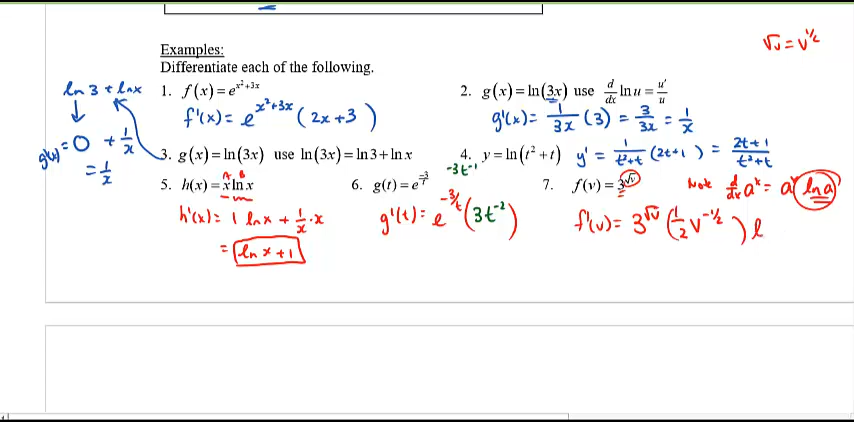 √v = v^1/2
Examples:
Differentiate each of the following.
ln 3 + ln x
1. f(x) = e^(x²+3x)
2. g(x) = ln(3x) use d/dx ln u = u'/u
f'(x) = e^(x²+3x) (2x+3)
g'(x) = 1/3x (3) = 3/3x = 1/x
g'(x) = 0 + 1/x
= 1/x
3. g(x) = ln(3x) use ln(3x) = ln 3 + ln x
4. y = ln(t² + t) y' = 1/(t²+t) (2t+1) = (2t+1)/(t²+t)
A B
-3t^-1
5. h(x) = x ln x
6. g(t) = e^(-3/t)
7. f(v) = 3^√v
Note d/dx a^x = a^x (ln a)
h'(x) = 1 ln x + 1/x · x
g'(t) = e^(-3/t) (3t^-2)
f'(v) = 3^√v (1/2 v^-1/2) l
= ln x + 1